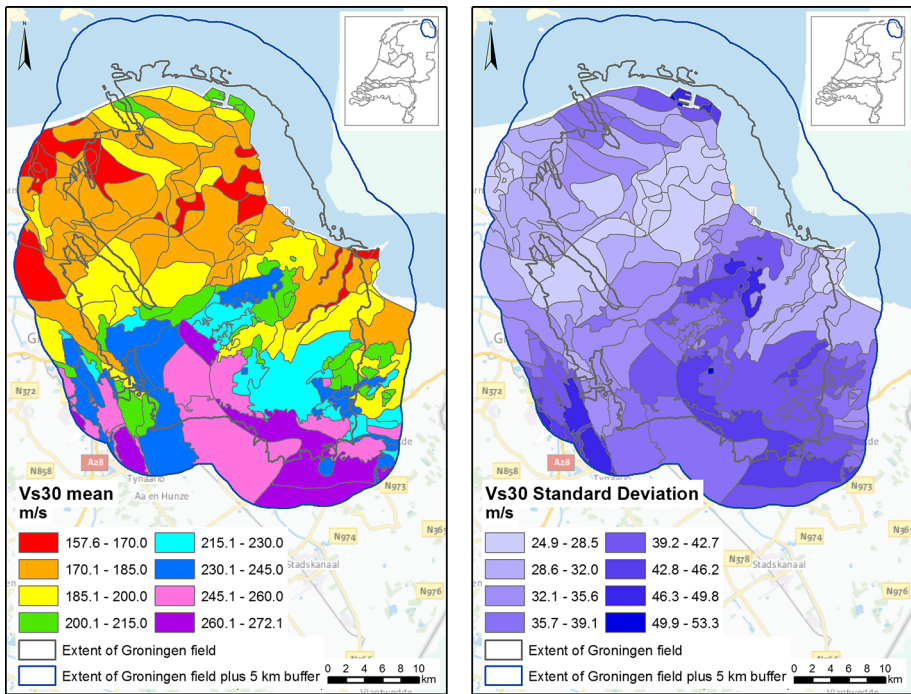 N
N372
N858
A28
Tynaarlo
Aa en Hunze
N973
N974
Stadskanaal
N976
Vs30 mean
m/s
157.6 - 170.0
215.1 - 230.0
170.1 - 185.0
230.1 - 245.0
185.1 - 200.0
245.1 - 260.0
200.1 - 215.0
260.1 - 272.1
Extent of Groningen field
Extent of Groningen field plus 5 km buffer
0 2 4 6 8 10
km
N
N372
N858
A28
N973
N974
N378
Stadskanaal
N976
Vs30 Standard Deviation
m/s
24.9 - 28.5
39.2 - 42.7
28.6 - 32.0
42.8 - 46.2
32.1 - 35.6
46.3 - 49.8
35.7 - 39.1
49.9 - 53.3
Extent of Groningen field
Extent of Groningen field plus 5 km buffer
0 2 4 6 8 10
km